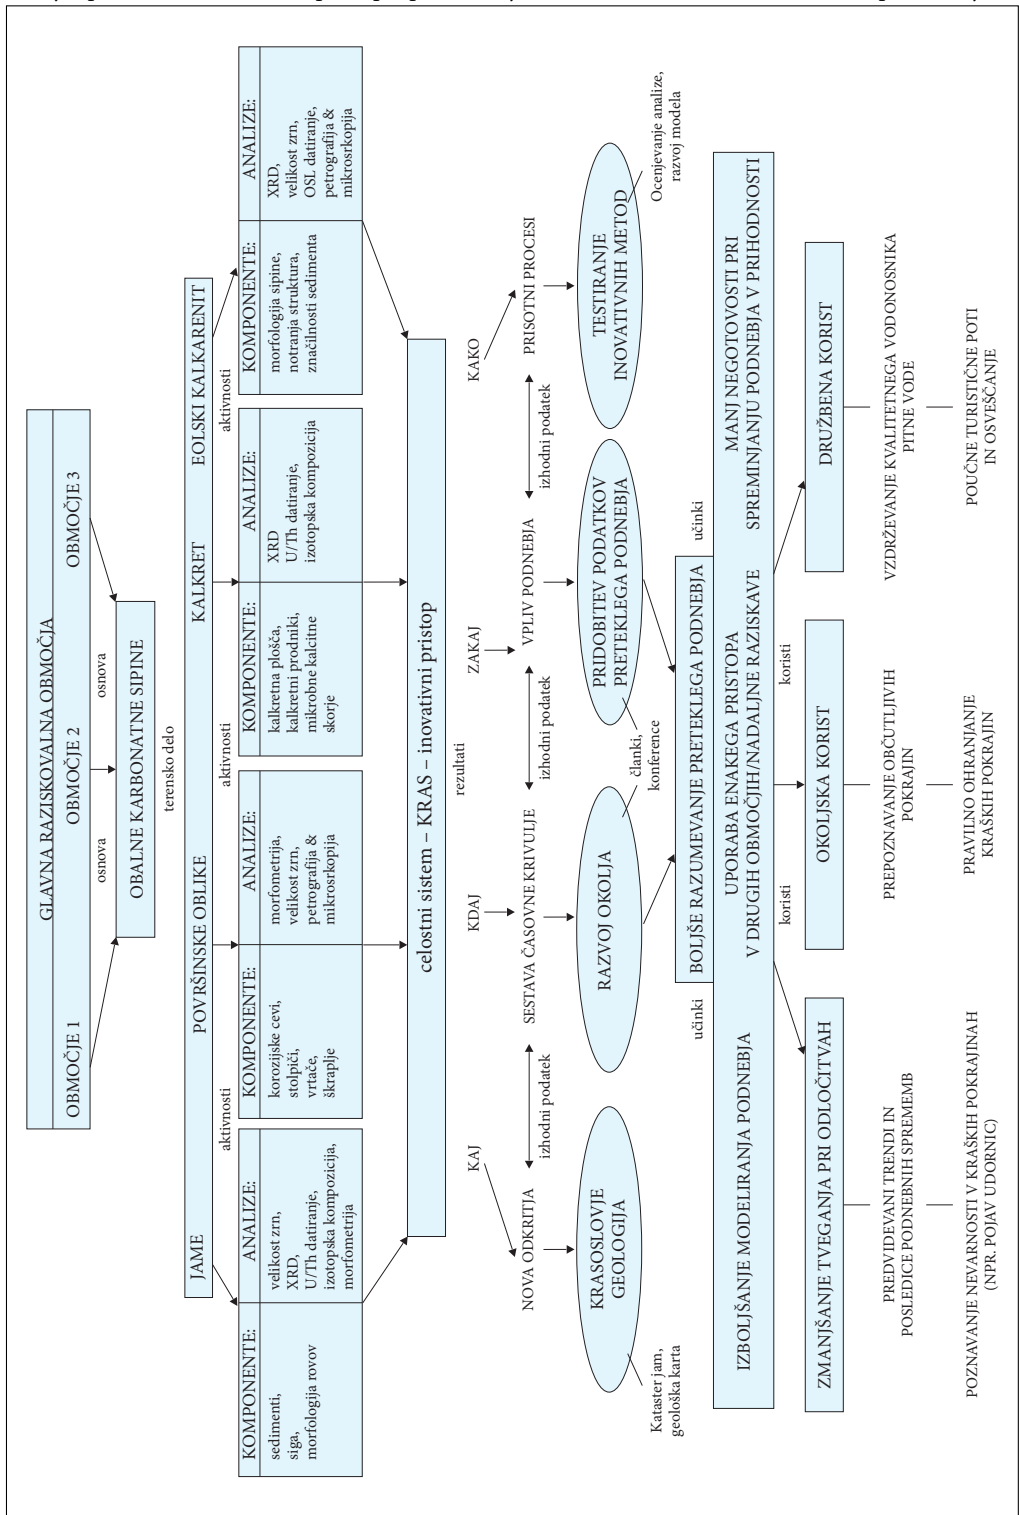 GLAVNA RAZISKOVALNA OBMOČJA
OBMOČJE 1
OBMOČJE 2
OBMOČJE 3
osnova
osnova
OBALNE KARBONATNE SIPINE
terensko delo
JAME
POVRŠINSKE OBLIKE
KALKRET
EOLSKI KALKARENIT
aktivnosti
aktivnosti
aktivnosti
KOMPONENTE:
sedimenti,
siga,
morfologija rovov
ANALIZE:
velikost zrn,
XRD,
U/Th datiranje,
izotopska kompozicija,
morfometrija
KOMPONENTE:
korozijske cevi,
stolpiči,
vrtače,
škraplje
ANALIZE:
morfometrija,
velikost zrn,
petrografija &
mikrosrkopija
KOMPONENTE:
kalkretna plošča,
kalkretni prodniki,
mikrobne kalcitne
skorje
ANALIZE:
XRD
U/Th datiranje,
izotopska kompozicija
KOMPONENTE:
morfologija sipine,
notranja struktura,
značilnosti sedimenta
ANALIZE:
XRD,
velikost zrn,
OSL datiranje,
petrografija &
mikrosrkopija
celostni sistem – KRAS – inovativni pristop
rezultati
KAJ
KDAJ
ZAKAJ
KAKO
NOVA ODKRITJA
SESTAVA ČASOVNE KRIVULJE
VPLIV PODNEBJA
PRISOTNI PROCESI
izhodni podatek
izhodni podatek
izhodni podatek
KRASOSLOVJE
GEOLOGIJA
RAZVOJ OKOLJA
PRIDOBITEV PODATKOV
PRETEKLEGA PODNEBJA
TESTIRANJE
INOVATIVNIH METOD
Kataster jam,
geološka karta
članki,
konference
Ocenjevanje analize,
razvoj modela
BOLJŠE RAZUMEVANJE PRETEKLEGA PODNEBJA
učinki
učinki
IZBOLJŠANJE MODELIRANJA PODNEBJA
UPORABA ENAKEGA PRISTOPA
V DRUGIH OBMOČJIH/NADALJNE RAZISKAVE
MANJ NEGOTOVOSTI PRI
SPREMINJANJU PODNEBJA V PRIHODNOSTI
koristi
koristi
ZMANJŠANJE TVEGANJA PRI ODLOČITVAH
OKOLJSKA KORIST
DRUŽBENA KORIST
PREDVIDEVANI TRENDI IN
POSLEDICE PODNEBNIH SPREMEMB
PREPOZNAVANJE OBČUTLJIVIH
POKRAJIN
VZDRŽEVANJE KVALITETNEGA VODONOSNIKA
PITNE VODE
POZNAVANJE NEVARNOSTI V KRAŠKIH POKRAJINAH
(NPR. POJAV UDORNIC)
PRAVILNO OHRANJANJE
KRAŠKIH POKRAJIN
POUČNE TURISTIČNE POTI
IN OSVEŠČANJE